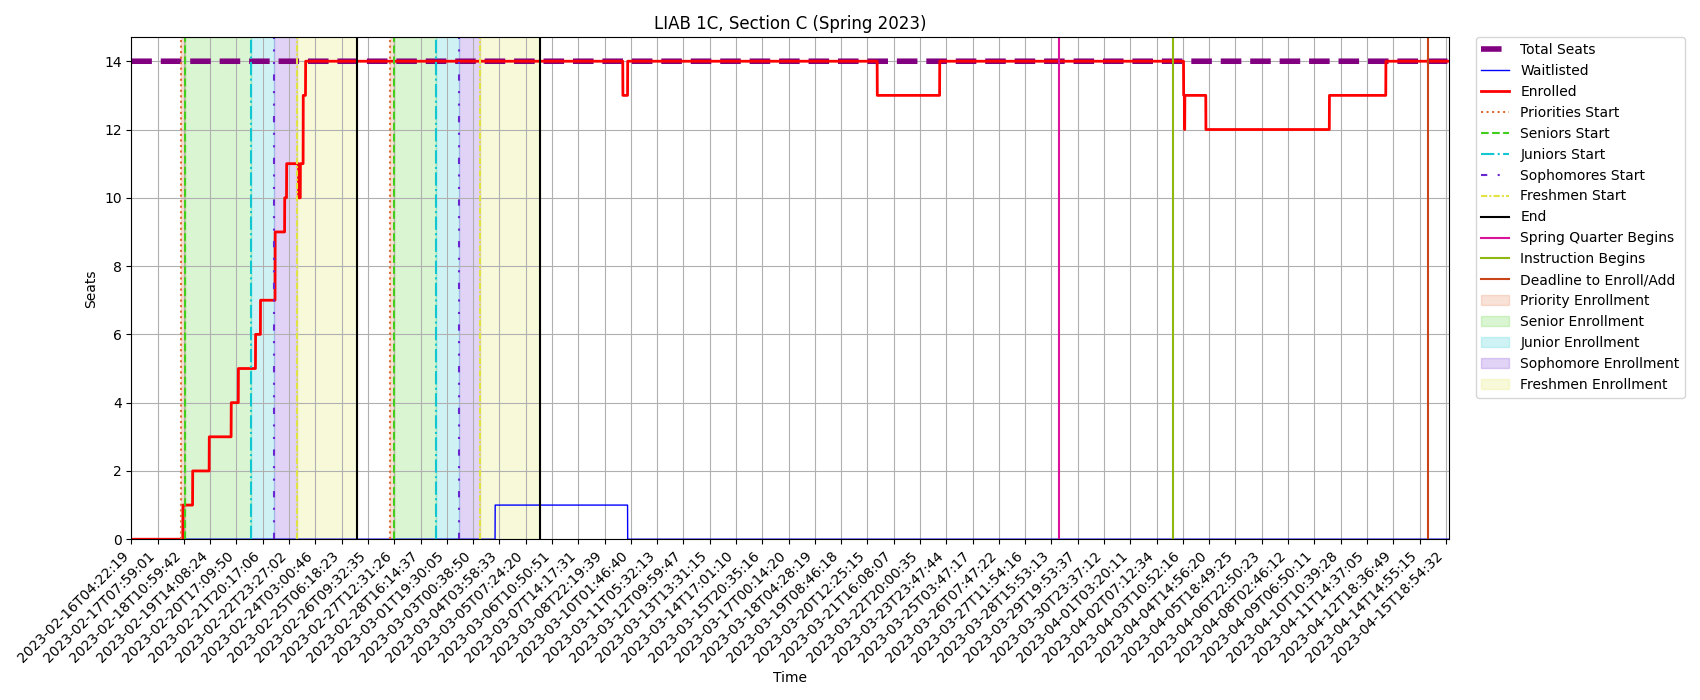 LIAB 1C, Section C (Spring 2023)
Seats
14
12
10
8
6
4
2
0
2023-02-16T04:22:19
2023-02-17T07:59:01
2023-02-18T10:59:42
2023-02-19T14:08:24
2023-02-20T17:09:50
2023-02-21T20:17:06
2023-02-22T23:27:02
2023-02-24T03:00:46
2023-02-25T06:18:23
2023-02-26T09:32:35
2023-02-27T12:31:26
2023-02-28T16:14:37
2023-03-01T19:30:05
2023-03-03T00:38:50
2023-03-04T03:58:33
2023-03-05T07:24:20
2023-03-06T10:50:51
2023-03-07T14:17:31
2023-03-08T22:19:39
2023-03-10T01:46:40
2023-03-11T05:32:13
2023-03-12T09:59:47
2023-03-13T13:31:15
2023-03-14T17:01:10
2023-03-15T20:35:16
2023-03-17T00:14:20
2023-03-18T04:28:19
2023-03-19T08:46:18
2023-03-20T12:25:15
2023-03-21T16:08:07
2023-03-22T20:00:35
2023-03-23T23:47:44
2023-03-25T03:47:17
2023-03-26T07:47:22
2023-03-27T11:54:16
2023-03-28T15:53:13
2023-03-29T19:53:37
2023-03-30T23:37:12
2023-04-01T03:20:11
2023-04-02T07:12:34
2023-04-03T10:52:16
2023-04-04T14:56:20
2023-04-05T18:49:25
2023-04-06T22:50:23
2023-04-08T02:46:12
2023-04-09T06:50:11
2023-04-10T10:39:28
2023-04-11T14:37:05
2023-04-12T18:36:49
2023-04-14T14:55:15
2023-04-15T18:54:32
Time
Total Seats
Waitlisted
Enrolled
Priorities Start
Seniors Start
Juniors Start
Sophomores Start
Freshmen Start
End
Spring Quarter Begins
Instruction Begins
Deadline to Enroll/Add
Priority Enrollment
Senior Enrollment
Junior Enrollment
Sophomore Enrollment
Freshmen Enrollment